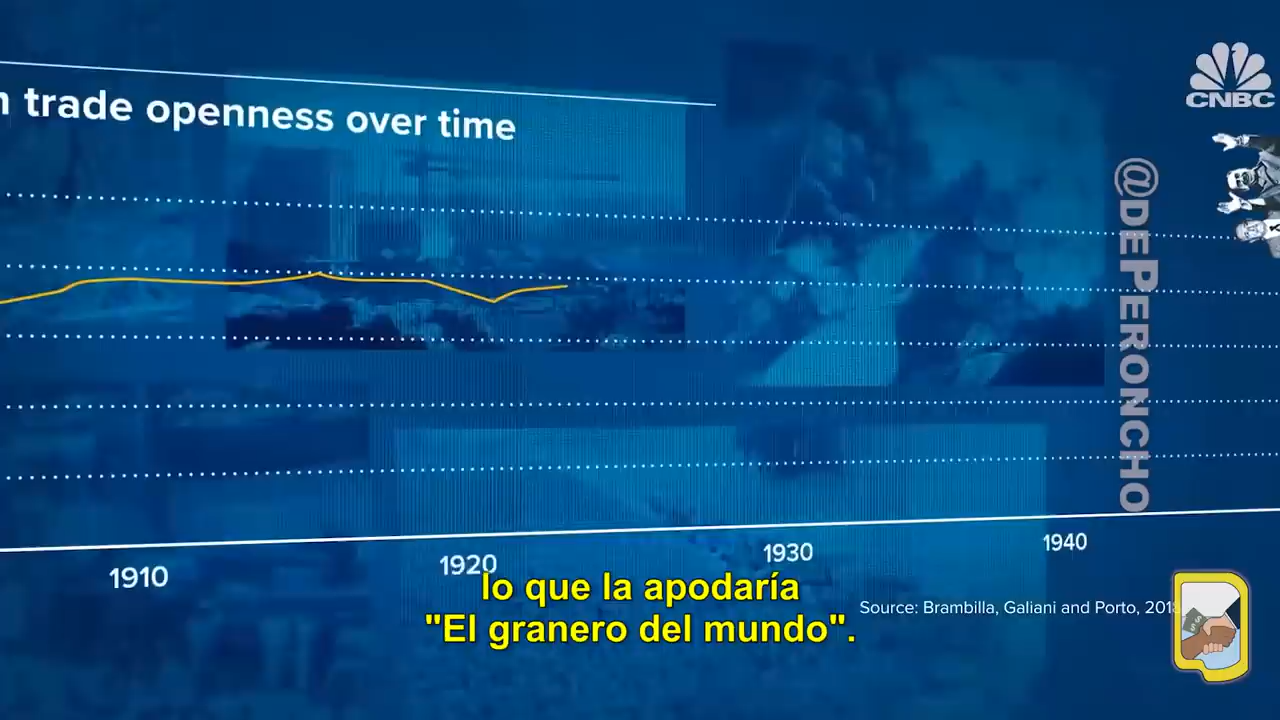 CNBC
trade openness over time
@DEPERONCHO
1910
1920
1930
1940
lo que la apodaría
"El granero del mundo".
Source: Brambilla, Galiani and Porto, 2018